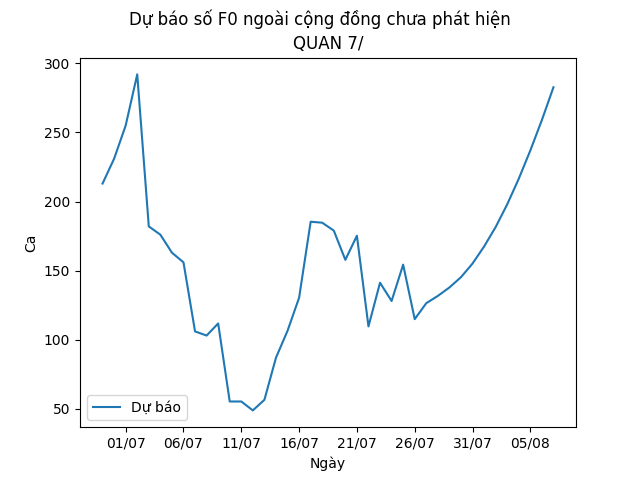 Dự báo số F0 ngoài cộng đồng chưa phát hiện
QUAN 7/
300
250
200
150
100
50
Ca
Dự báo
01/07 06/07 11/07 16/07 21/07 26/07 31/07 05/08
Ngày